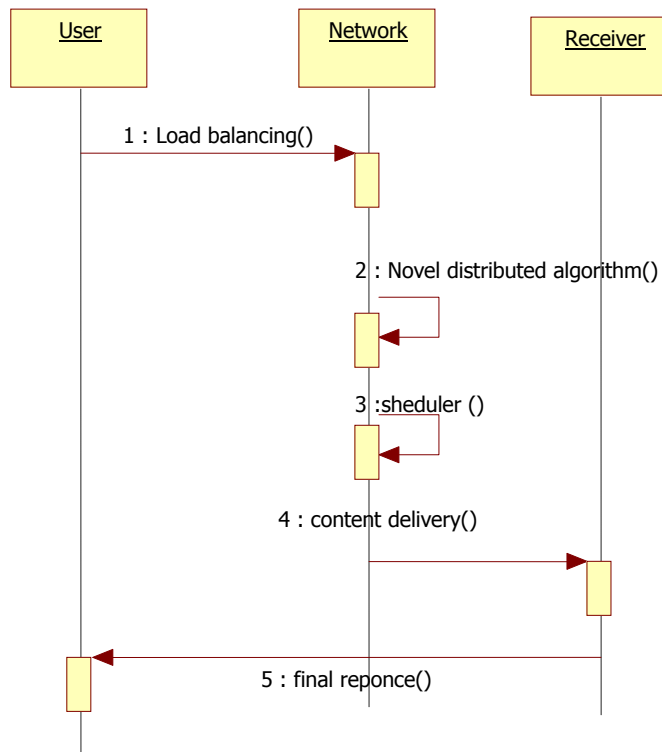 User
Network
Receiver
1 : Load balancing()
2 : Novel distributed algorithm()
3 :sheduler ()
4 : content delivery()
5 : final reponce()